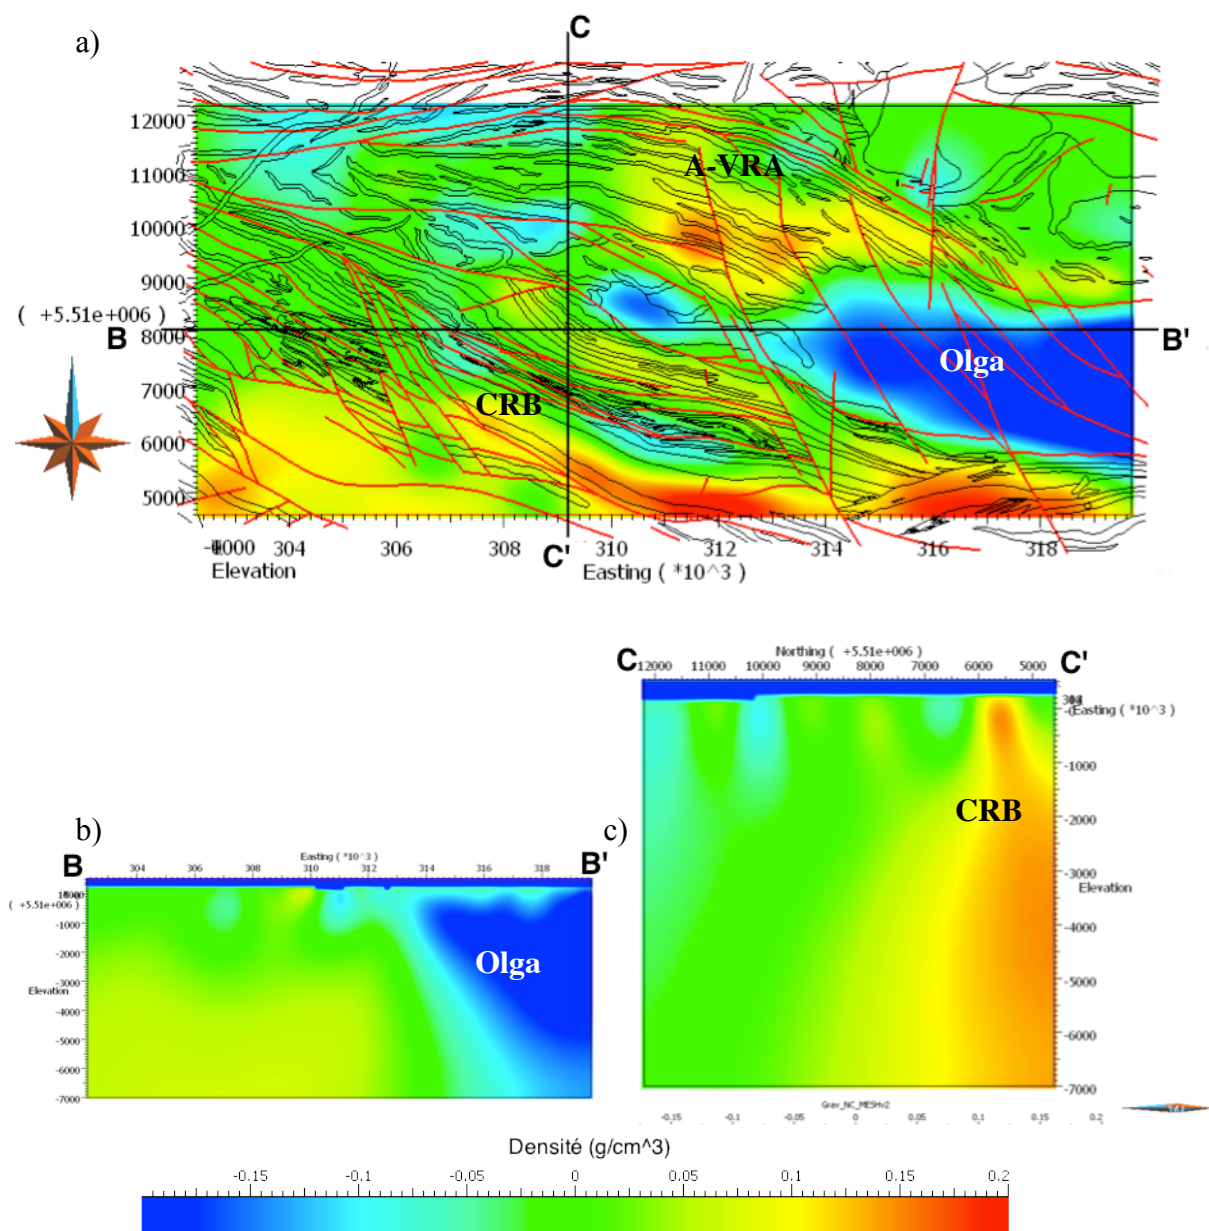 a)
C
12000
11000
10000
9000
( +5.51e+006 )
8000
7000
6000
5000
B
B'
A-VRA
Olga
CRB
304 306 308 310 312 314 316 318
C'
Elevation
Easting ( *10^3 )
C
Northing ( +5.51e+006 )
C'
12000 11000 10000 9000 8000 7000 6000 5000
Easting ( *10^3 )
-1000
-2000
-3000
Elevation
-4000
-5000
-6000
-7000
CRB
b)
c)
B
Easting ( *10^3 )
B'
304 306 308 310 312 314 316 318
( +5.51e+006 )
-1000
-2000
-3000
Elevation
-4000
-5000
-6000
-7000
Olga
Grav_NC_MESHv2
-0.15 -0.1 -0.05 0 0.05 0.1 0.15 0.2
Densité (g/cm^3)
-0.15 -0.1 -0.05 0 0.05 0.1 0.15 0.2